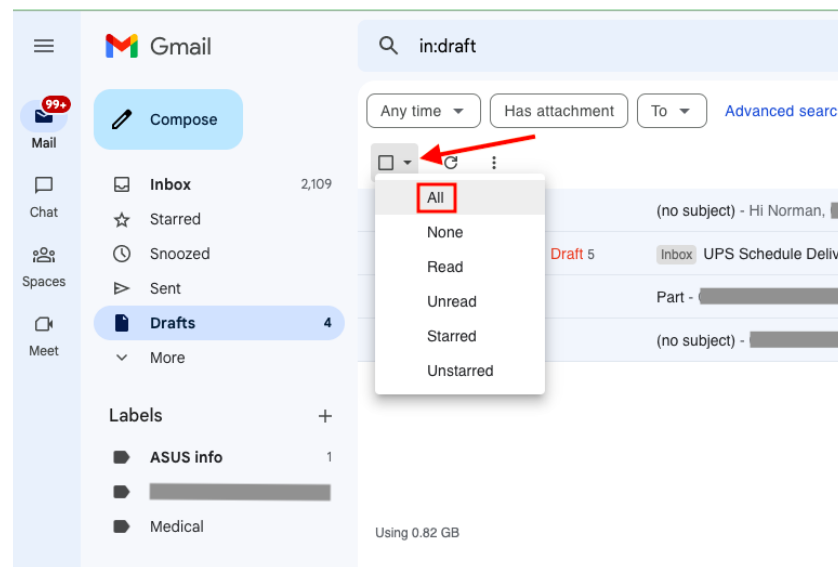 Gmail
in:draft
99+
Mail
Compose
Any time
Has attachment
To
Advanced searc
Inbox 2,109
Chat
Starred
Snoozed
Spaces
Sent
Drafts 4
Meet
More
All
None
Read
Unread
Starred
Unstarred
(no subject) - Hi Norman,
Draft 5 Inbox UPS Schedule Deliv
Part -
(no subject) -
Labels
ASUS info 1
Medical
Using 0.82 GB